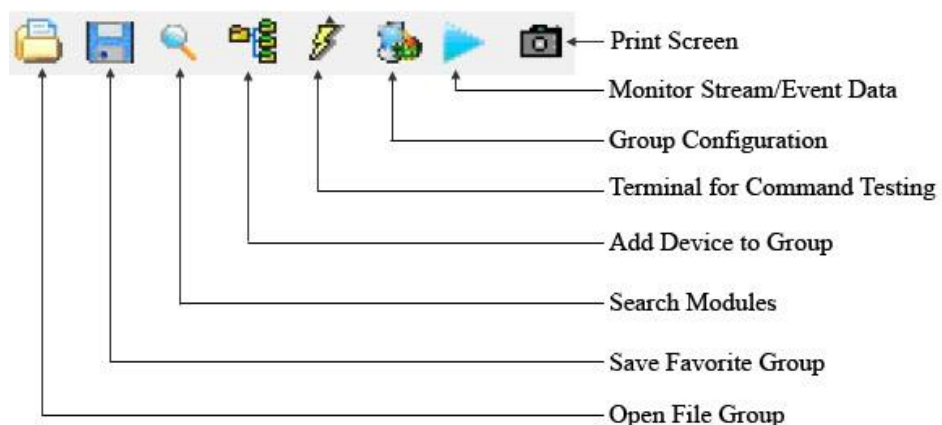 Print Screen
Monitor Stream/Event Data
Group Configuration
Terminal for Command Testing
Add Device to Group
Search Modules
Save Favorite Group
Open File Group